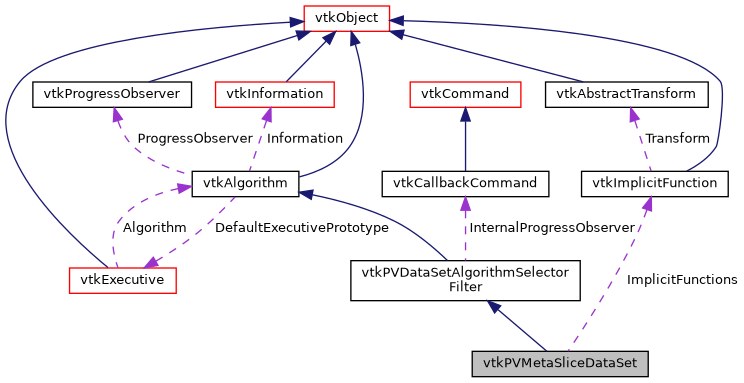 vtkObject
vtkProgressObserver
vtkInformation
vtkCommand
vtkAbstractTransform
ProgressObserver
Information
Transform
vtkAlgorithm
vtkCallbackCommand
vtkImplicitFunction
Algorithm
DefaultExecutivePrototype
InternalProgressObserver
vtkExecutive
vtkPVDataSetAlgorithmSelector
Filter
ImplicitFunctions
vtkPVMetaSliceDataSet